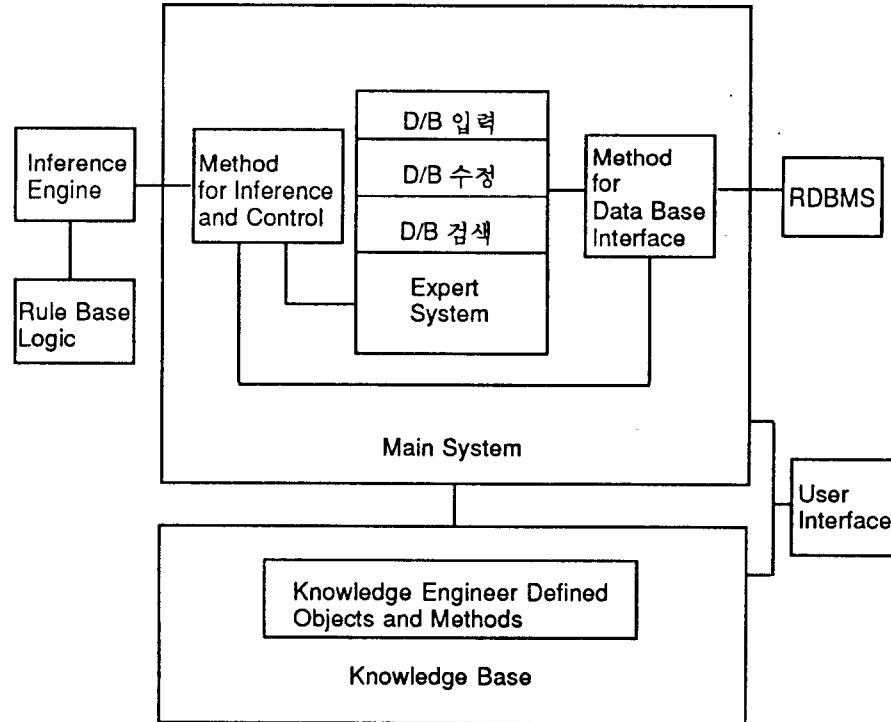 Inference
Engine
Rule Base
Logic
Method
for Inference
and Control
D/B 입력
D/B 수정
D/B 검색
Expert
System
Method
for
Data Base
Interface
RDBMS
Main System
User
Interface
Knowledge Engineer Defined
Objects and Methods
Knowledge Base